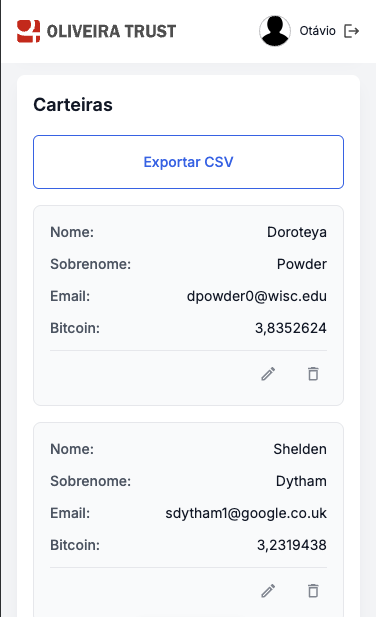 OLIVEIRA TRUST
Otávio
Carteiras
Exportar CSV
Nome: Doroteya
Sobrenome: Powder
Email: dpowder0@wisc.edu
Bitcoin: 3,8352624
Nome: Shelden
Sobrenome: Dytham
Email: sdytham1@google.co.uk
Bitcoin: 3,2319438